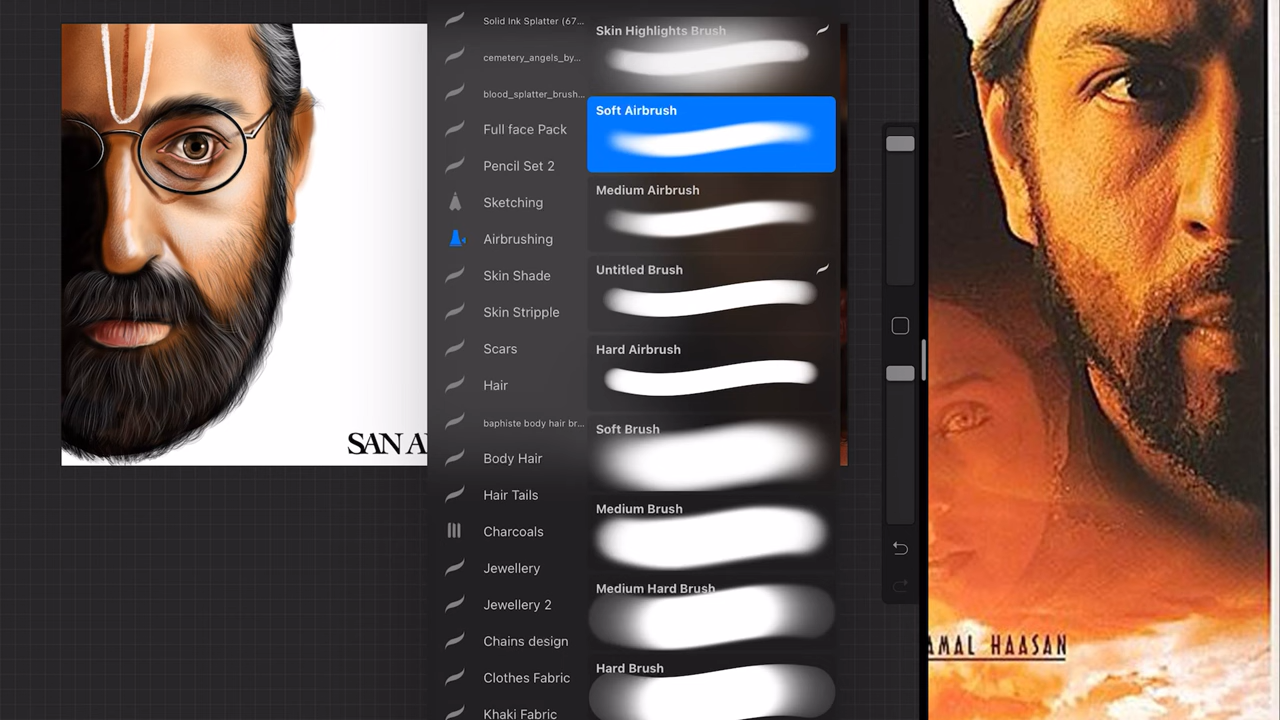 SAN A
Solid Ink Splatter (67...
cemetery_angels_by...
blood_splatter_brush...
Full face Pack
Pencil Set 2
Sketching
Airbrushing
Skin Shade
Skin Stripple
Scars
Hair
baphiste body hair br...
Body Hair
Hair Tails
Charcoals
Jewellery
Jewellery 2
Chains design
Clothes Fabric
Khaki Fabric
Skin Highlights Brush
Soft Airbrush
Medium Airbrush
Untitled Brush
Hard Airbrush
Soft Brush
Medium Brush
Medium Hard Brush
Hard Brush
AMAL HAASAN